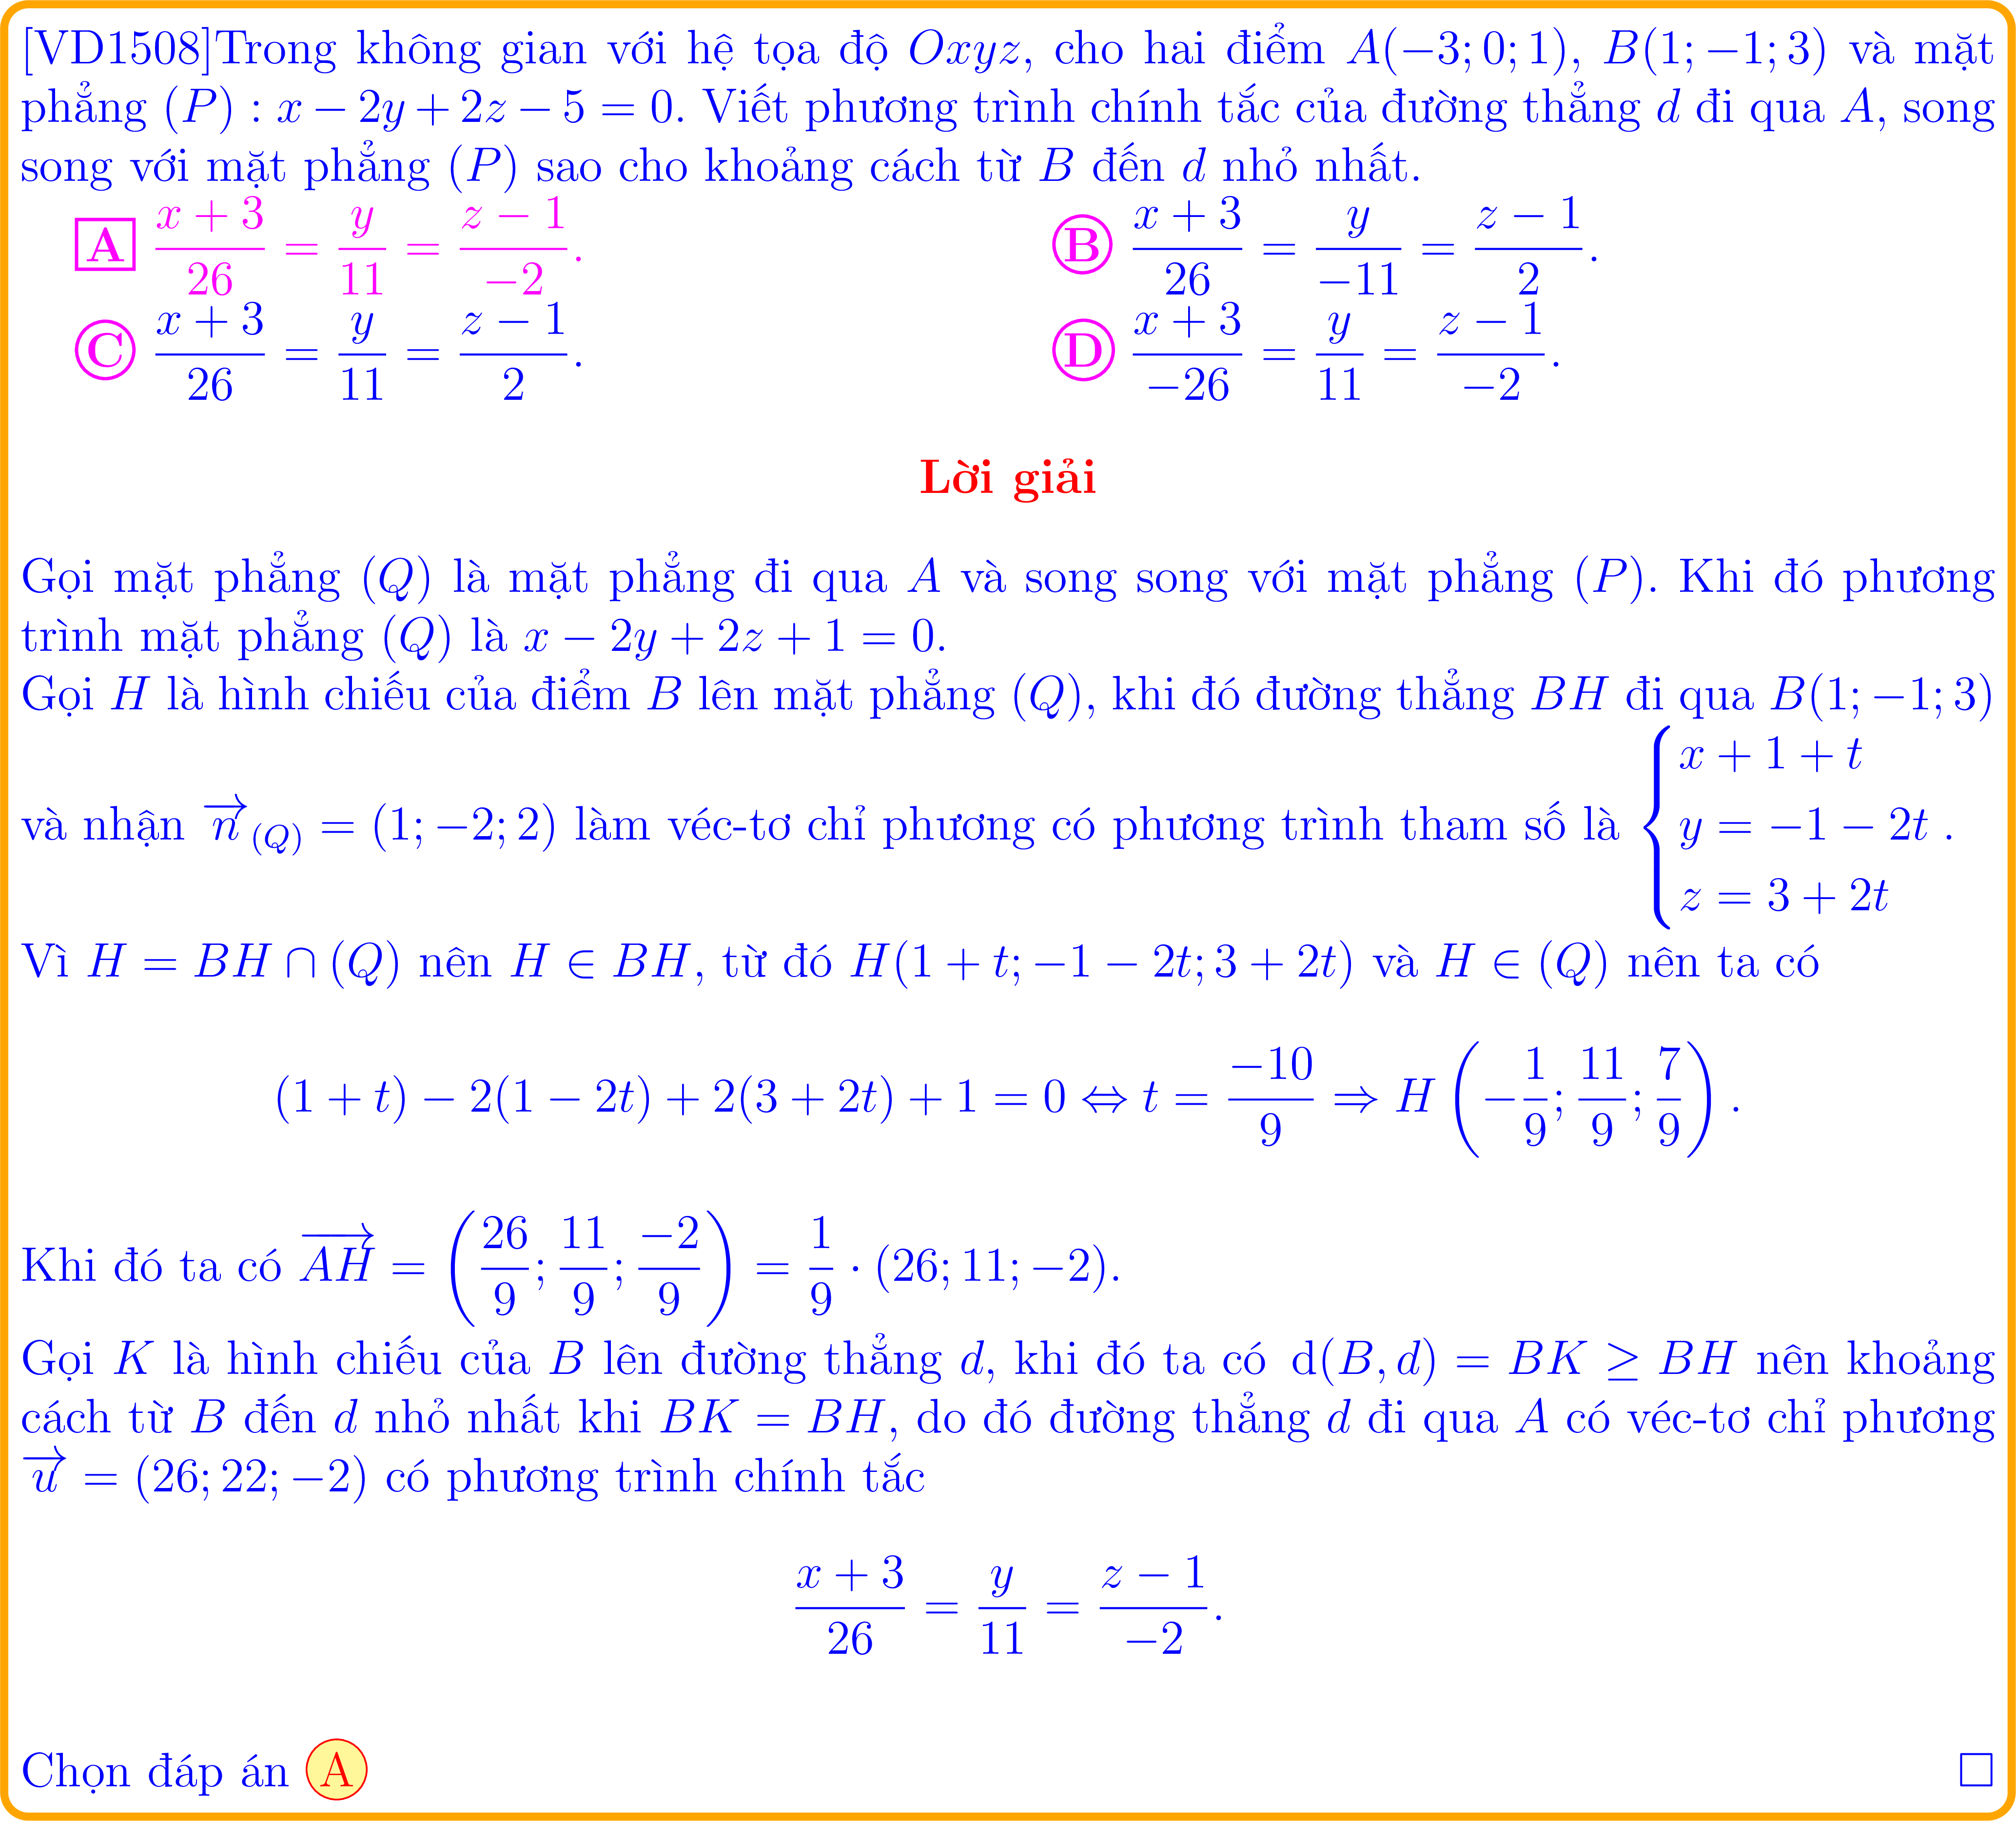 [VD1508]Trong không gian với hệ tọa độ Oxyz, cho hai điểm A(−3; 0; 1), B(1; −1; 3) và mặt
phẳng (P) : x − 2y + 2z − 5 = 0. Viết phương trình chính tắc của đường thẳng d đi qua A, song
song với mặt phẳng (P) sao cho khoảng cách từ B đến d nhỏ nhất.
A \frac{x + 3}{26} = \frac{y}{11} = \frac{z − 1}{−2}. B \frac{x + 3}{26} = \frac{y}{−11} = \frac{z − 1}{2}.
C \frac{x + 3}{26} = \frac{y}{11} = \frac{z − 1}{2}. D \frac{x + 3}{−26} = \frac{y}{11} = \frac{z − 1}{−2}.
Lời giải
Gọi mặt phẳng (Q) là mặt phẳng đi qua A và song song với mặt phẳng (P). Khi đó phương
trình mặt phẳng (Q) là x − 2y + 2z + 1 = 0.
Gọi H là hình chiếu của điểm B lên mặt phẳng (Q), khi đó đường thẳng BH đi qua B(1; −1; 3)
và nhận \overrightarrow{n}_{(Q)} = (1; −2; 2) làm véc-tơ chỉ phương có phương trình tham số là \begin{cases} x + 1 + t \\ y = −1 − 2t \\ z = 3 + 2t \end{cases}.
Vì H = BH ∩ (Q) nên H ∈ BH, từ đó H(1 + t; −1 − 2t; 3 + 2t) và H ∈ (Q) nên ta có
(1 + t) − 2(1 − 2t) + 2(3 + 2t) + 1 = 0 ⇔ t = \frac{−10}{9} ⇒ H \left( −\frac{1}{9}; \frac{11}{9}; \frac{7}{9} \right).
Khi đó ta có \overrightarrow{AH} = \left( \frac{26}{9}; \frac{11}{9}; \frac{−2}{9} \right) = \frac{1}{9} · (26; 11; −2).
Gọi K là hình chiếu của B lên đường thẳng d, khi đó ta có d(B, d) = BK ≥ BH nên khoảng
cách từ B đến d nhỏ nhất khi BK = BH, do đó đường thẳng d đi qua A có véc-tơ chỉ phương
\overrightarrow{u} = (26; 22; −2) có phương trình chính tắc
\frac{x + 3}{26} = \frac{y}{11} = \frac{z − 1}{−2}.
Chọn đáp án A □